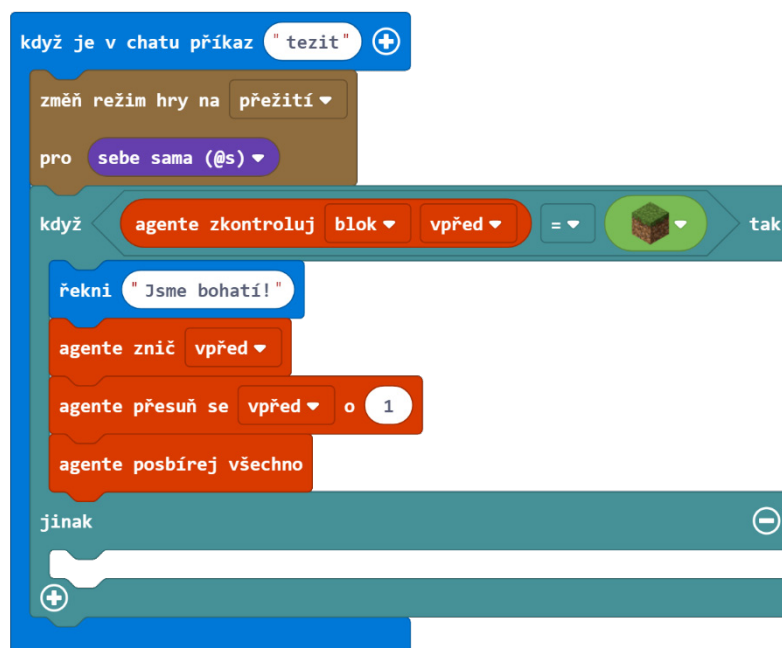 když je v chatu příkaz "tezit"
změň režim hry na přežití
pro sebe sama (@s)
když agente zkontroluj blok vpřed = tak
řekni "Jsme bohatí!"
agente znič vpřed
agente přesuň se vpřed o 1
agente posbírej všechno
jinak